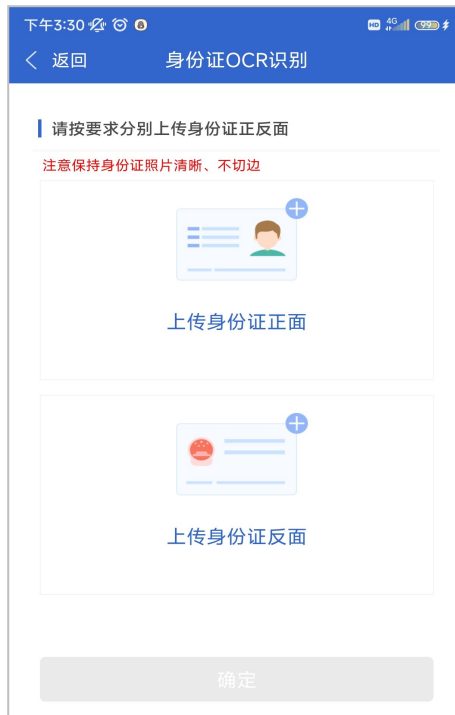 下午3:30
HD 4G 99
返回 身份证OCR识别
请按要求分别上传身份证正反面
注意保持身份证照片清晰、不切边
上传身份证正面
上传身份证反面
确定